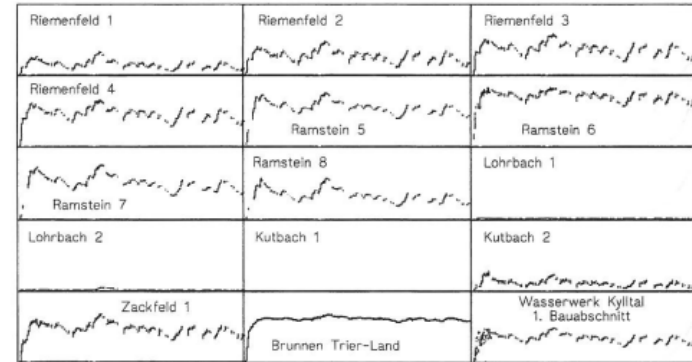 Riemenfeld 1
Riemenfeld 2
Riemenfeld 3
Riemenfeld 4
Ramstein 5
Ramstein 6
Ramstein 7
Ramstein 8
Lohrbach 1
Lohrbach 2
Kutbach 1
Kutbach 2
Zackfeld 1
Brunnen Trier-Land
Wasserwerk Kylltal
1. Bauabschnitt